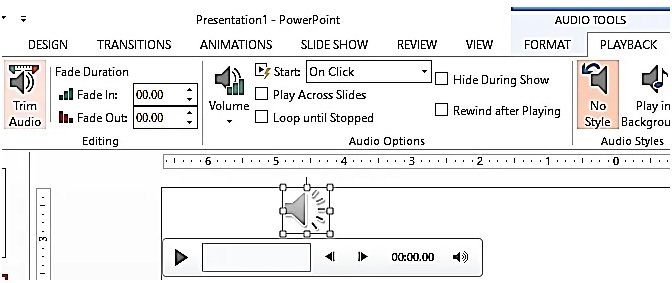 Presentation1 - PowerPoint
AUDIO TOOLS
DESIGN TRANSITIONS ANIMATIONS SLIDE SHOW REVIEW VIEW FORMAT PLAYBACK
Trim Audio
Fade Duration
Fade In: 00.00
Fade Out: 00.00
Editing
Volume
Start: On Click
Play Across Slides
Loop until Stopped
Hide During Show
Rewind after Playing
Audio Options
No Style
Play in
Backgrou
Audio Styles
6 5 4 3 2 1 0
3
00:00.00